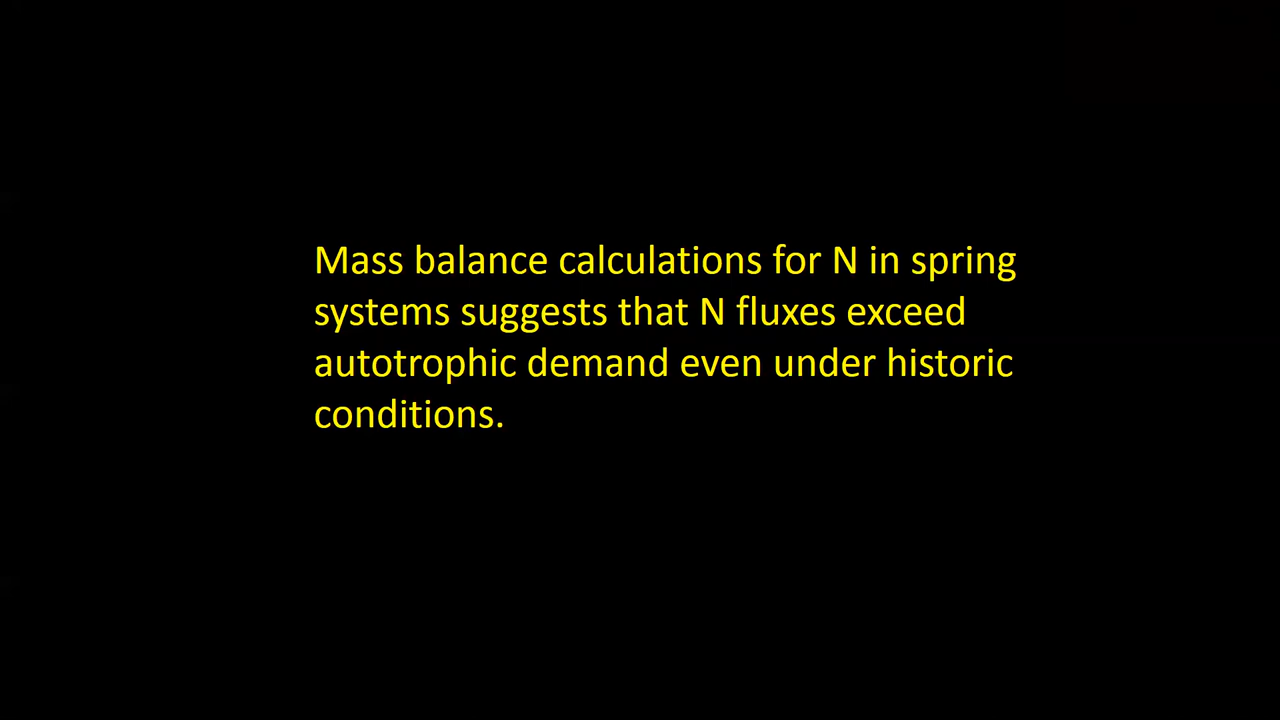 Mass balance calculations for N in spring
systems suggests that N fluxes exceed
autotrophic demand even under historic
conditions.